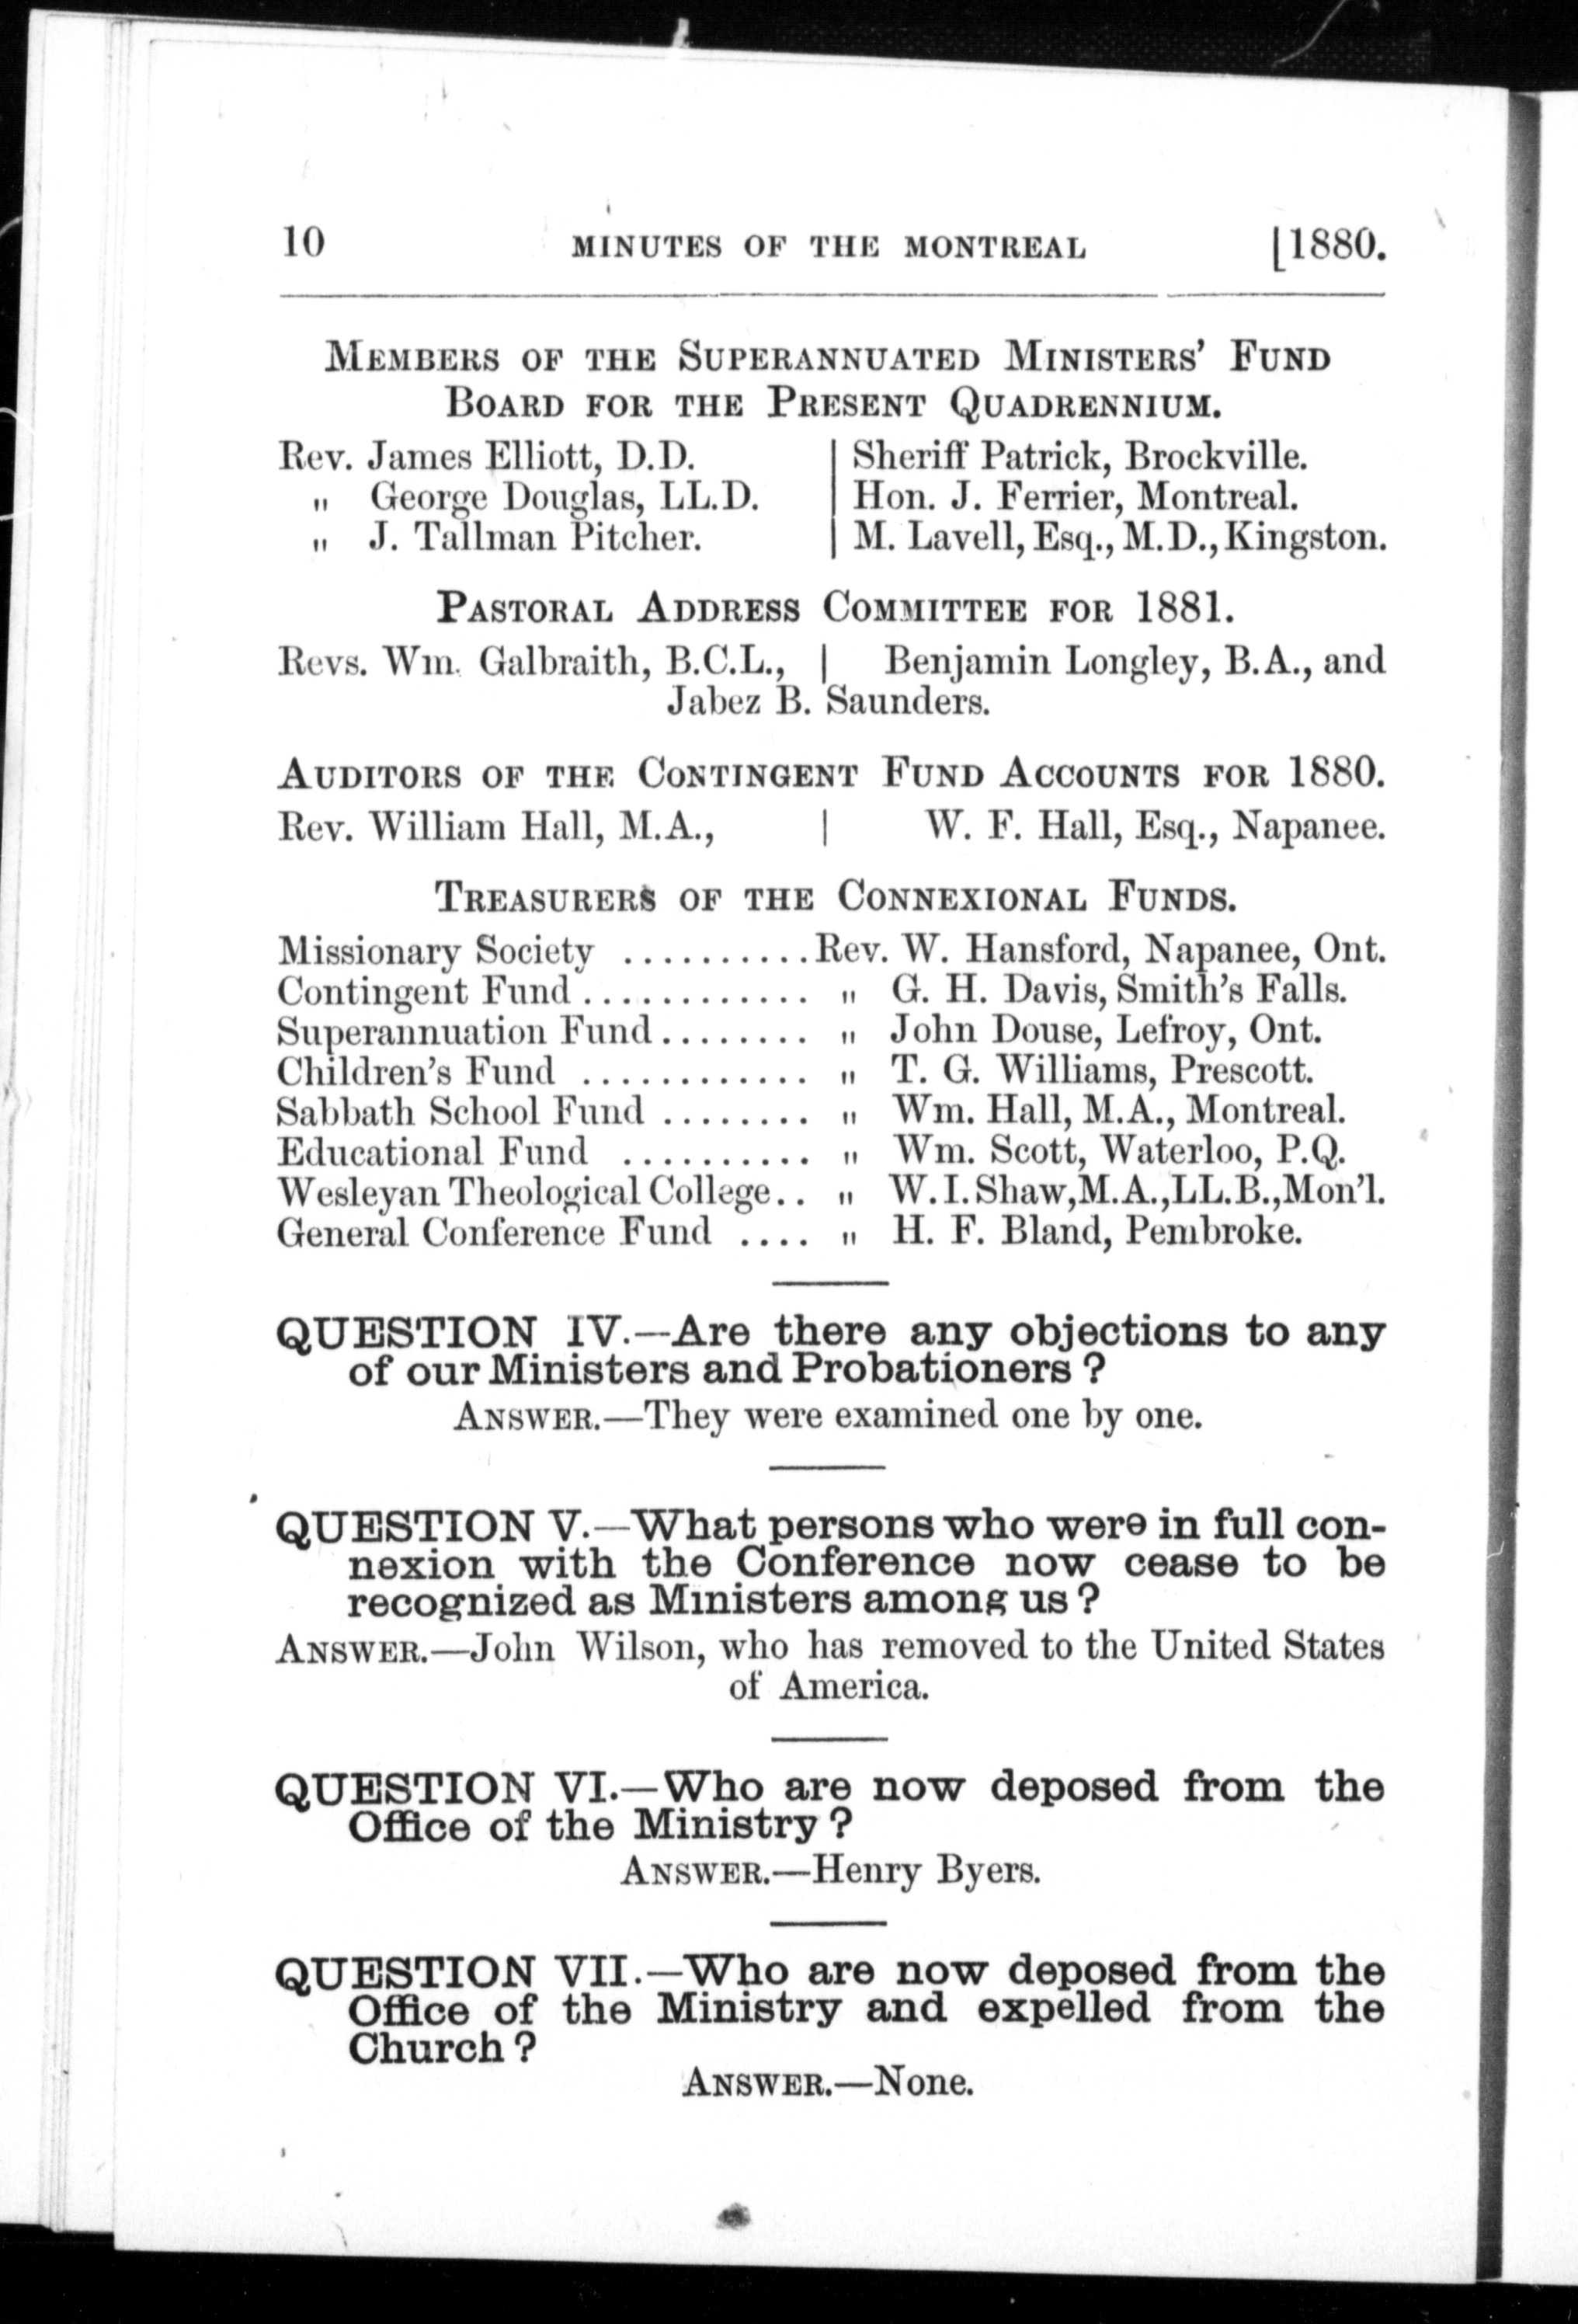 10 MINUTES OF THE MONTREAL [1880.
MEMBERS OF THE SUPERANNUATED MINISTERS' FUND
BOARD FOR THE PRESENT QUADRENNIUM.
Rev. James Elliott, D.D. | Sheriff Patrick, Brockville.
" George Douglas, LL.D. | Hon. J. Ferrier, Montreal.
" J. Tallman Pitcher. | M. Lavell, Esq., M.D., Kingston.
PASTORAL ADDRESS COMMITTEE FOR 1881.
Revs. Wm. Galbraith, B.C.L., | Benjamin Longley, B.A., and
Jabez B. Saunders.
AUDITORS OF THE CONTINGENT FUND ACCOUNTS FOR 1880.
Rev. William Hall, M.A., | W. F. Hall, Esq., Napanee.
TREASURERS OF THE CONNEXIONAL FUNDS.
Missionary Society ..........Rev. W. Hansford, Napanee, Ont.
Contingent Fund............ " G. H. Davis, Smith's Falls.
Superannuation Fund........ " John Douse, Lefroy, Ont.
Children's Fund ............ " T. G. Williams, Prescott.
Sabbath School Fund ........ " Wm. Hall, M.A., Montreal.
Educational Fund .......... " Wm. Scott, Waterloo, P.Q.
Wesleyan Theological College.. " W. I. Shaw, M.A., LL.B., Mon'l.
General Conference Fund .... " H. F. Bland, Pembroke.
QUESTION IV.—Are there any objections to any
of our Ministers and Probationers?
ANSWER.—They were examined one by one.
QUESTION V.—What persons who were in full con-
nexion with the Conference now cease to be
recognized as Ministers among us?
ANSWER.—John Wilson, who has removed to the United States
of America.
QUESTION VI.—Who are now deposed from the
Office of the Ministry?
ANSWER.—Henry Byers.
QUESTION VII.—Who are now deposed from the
Office of the Ministry and expelled from the
Church?
ANSWER.—None.